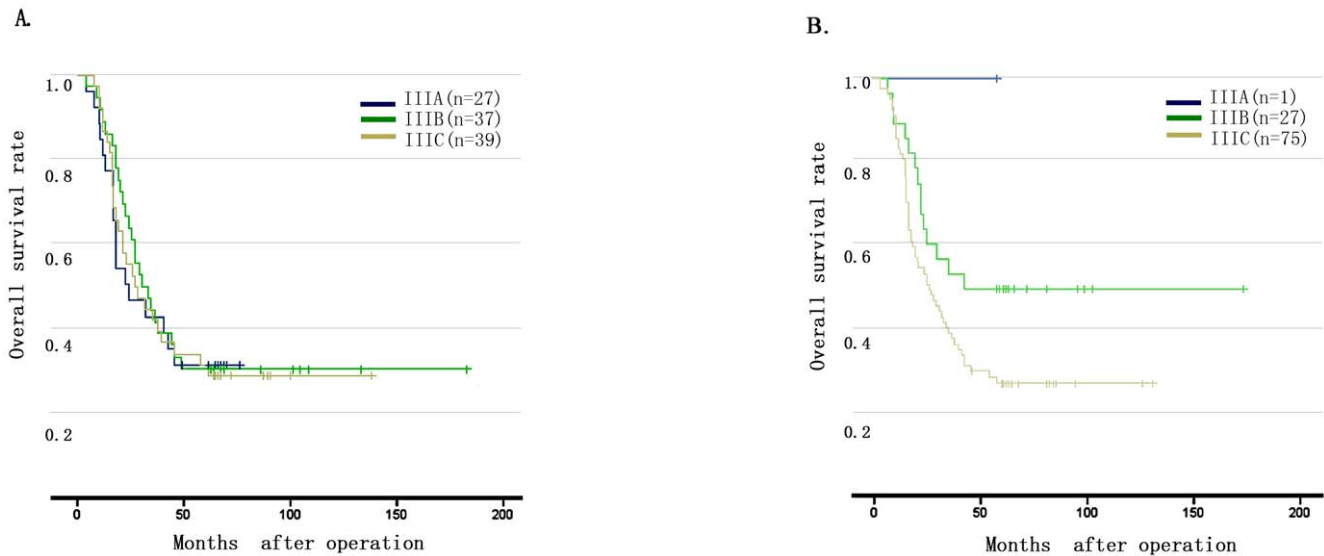 A.
Overall survival rate
1.0
0.8
0.6
0.4
0.2
IIIA(n=27)
IIIB(n=37)
IIIC(n=39)
0 50 100 150 200
Months after operation
B.
Overall survival rate
1.0
0.8
0.6
0.4
0.2
IIIA(n=1)
IIIB(n=27)
IIIC(n=75)
0 50 100 150 200
Months after operation